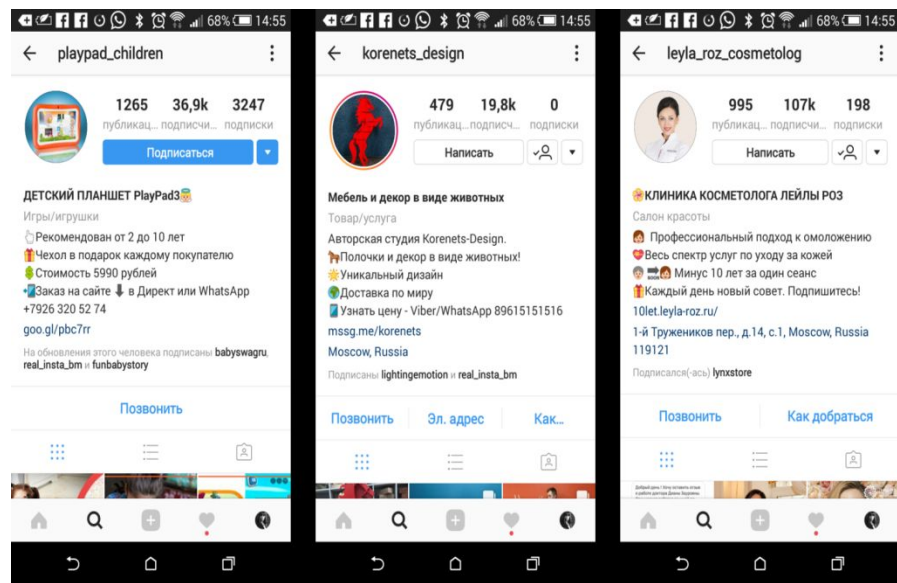 68% 14:55
playpad_children
1265 36,9k 3247
публикац... подписчи... подписки
Подписаться
ДЕТСКИЙ ПЛАНШЕТ PlayPad3
Игры/игрушки
Рекомендован от 2 до 10 лет
Чехол в подарок каждому покупателю
Стоимость 5990 рублей
Заказ на сайте ⬇ в Директ или WhatsApp
+7926 320 52 74
goo.gl/pbc7rr
На обновления этого человека подписаны babyswagru,
real_insta_bm и funbabystory
Позвонить
68% 14:55
korenets_design
479 19,8k 0
публикац... подписч... подписки
Написать
Мебель и декор в виде животных
Товар/услуга
Авторская студия Korenets-Design.
Полочки и декор в виде животных!
Уникальный дизайн
Доставка по миру
Узнать цену - Viber/WhatsApp 89615151516
mssg.me/korenets
Moscow, Russia
Подписаны lightingemotion и real_insta_bm
Позвонить Эл. адрес Как...
68% 14:55
leyla_roz_cosmetolog
995 107k 198
публикац... подписчи... подписки
Написать
КЛИНИКА КОСМЕТОЛОГА ЛЕЙЛЫ РОЗ
Салон красоты
Профессиональный подход к омоложению
Весь спектр услуг по уходу за кожей
Минус 10 лет за один сеанс
Каждый день новый совет. Подпишитесь!
10let.leyla-roz.ru/
1-й Тружеников пер., д.14, с.1, Moscow, Russia
119121
Подписался(-ась) lynxstore
Позвонить Как добраться